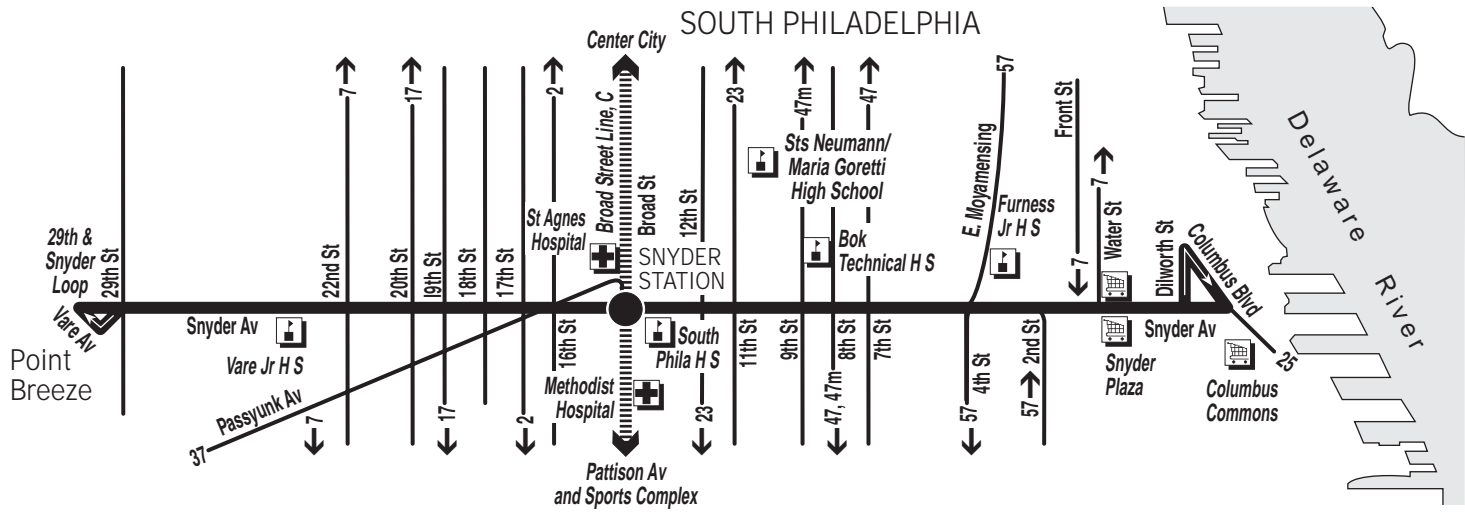 SOUTH PHILADELPHIA
Center City
7
17
2
Broad Street Line, C
Broad St
23
47m
47
57
Front St
Delaware River
12th St
Sts Neumann/
Maria Goretti
High School
E. Moyamensing
Furness
Jr H S
7
Water St
St Agnes
Hospital
Bok
Technical H S
SNYDER
STATION
29th &
Snyder
Loop
29th St
22nd St
20th St
I9th St
18th St
17th St
7
Dilworth St
Columbus Blvd
Vare Av
Snyder Av
Vare Jr H S
16th St
South
Phila H S
11th St
9th St
8th St
7th St
4th St
2nd St
Snyder Av
Snyder
Plaza
25
Columbus
Commons
Point
Breeze
Passyunk Av
37
Methodist
Hospital
7
17
2
23
47, 47m
57
57
Pattison Av
and Sports Complex